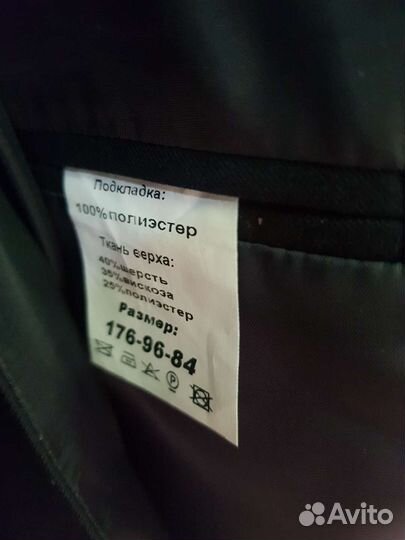 Подкладка:
100%полиэстер
Ткань верха:
40%шерсть
35%вискоза
25%полиэстер
Размер:
176-96-84
Avito